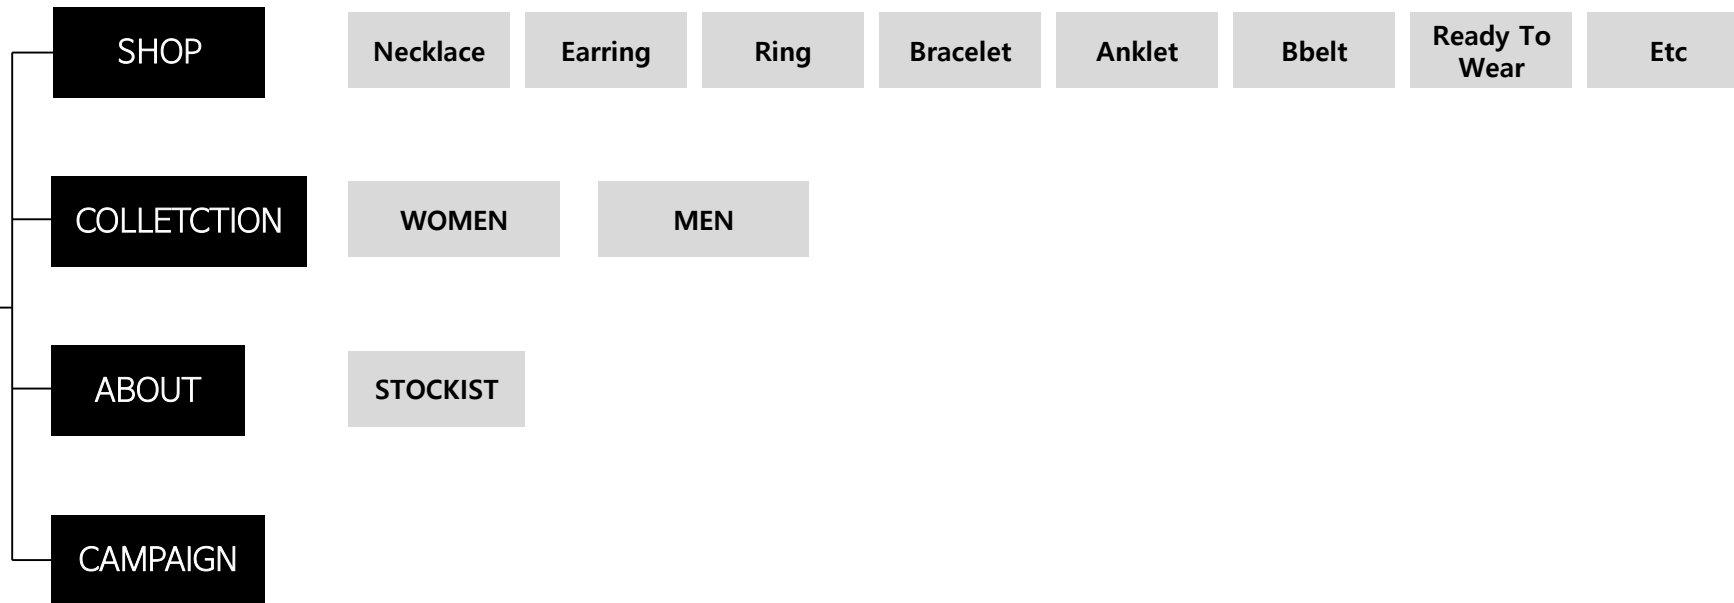 SHOP
Necklace
Earring
Ring
Bracelet
Anklet
Bbelt
Ready To
Wear
Etc
COLLETCTION
WOMEN
MEN
ABOUT
STOCKIST
CAMPAIGN